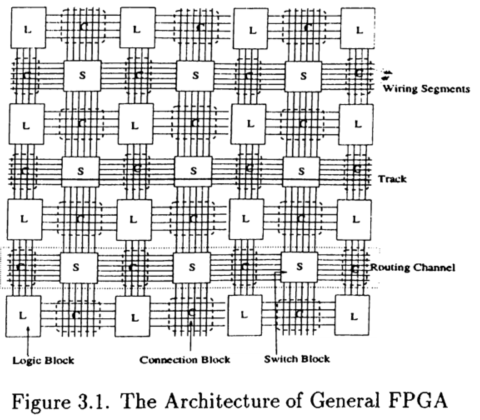 L C L C L C L
C S C S C S C
Wiring Segments
L C L C L C L
C S C S C S C
Track
L C L C L C L
C S C S C S C
Routing Channel
L C L C L C L
Logic Block Connection Block Switch Block
Figure 3.1. The Architecture of General FPGA